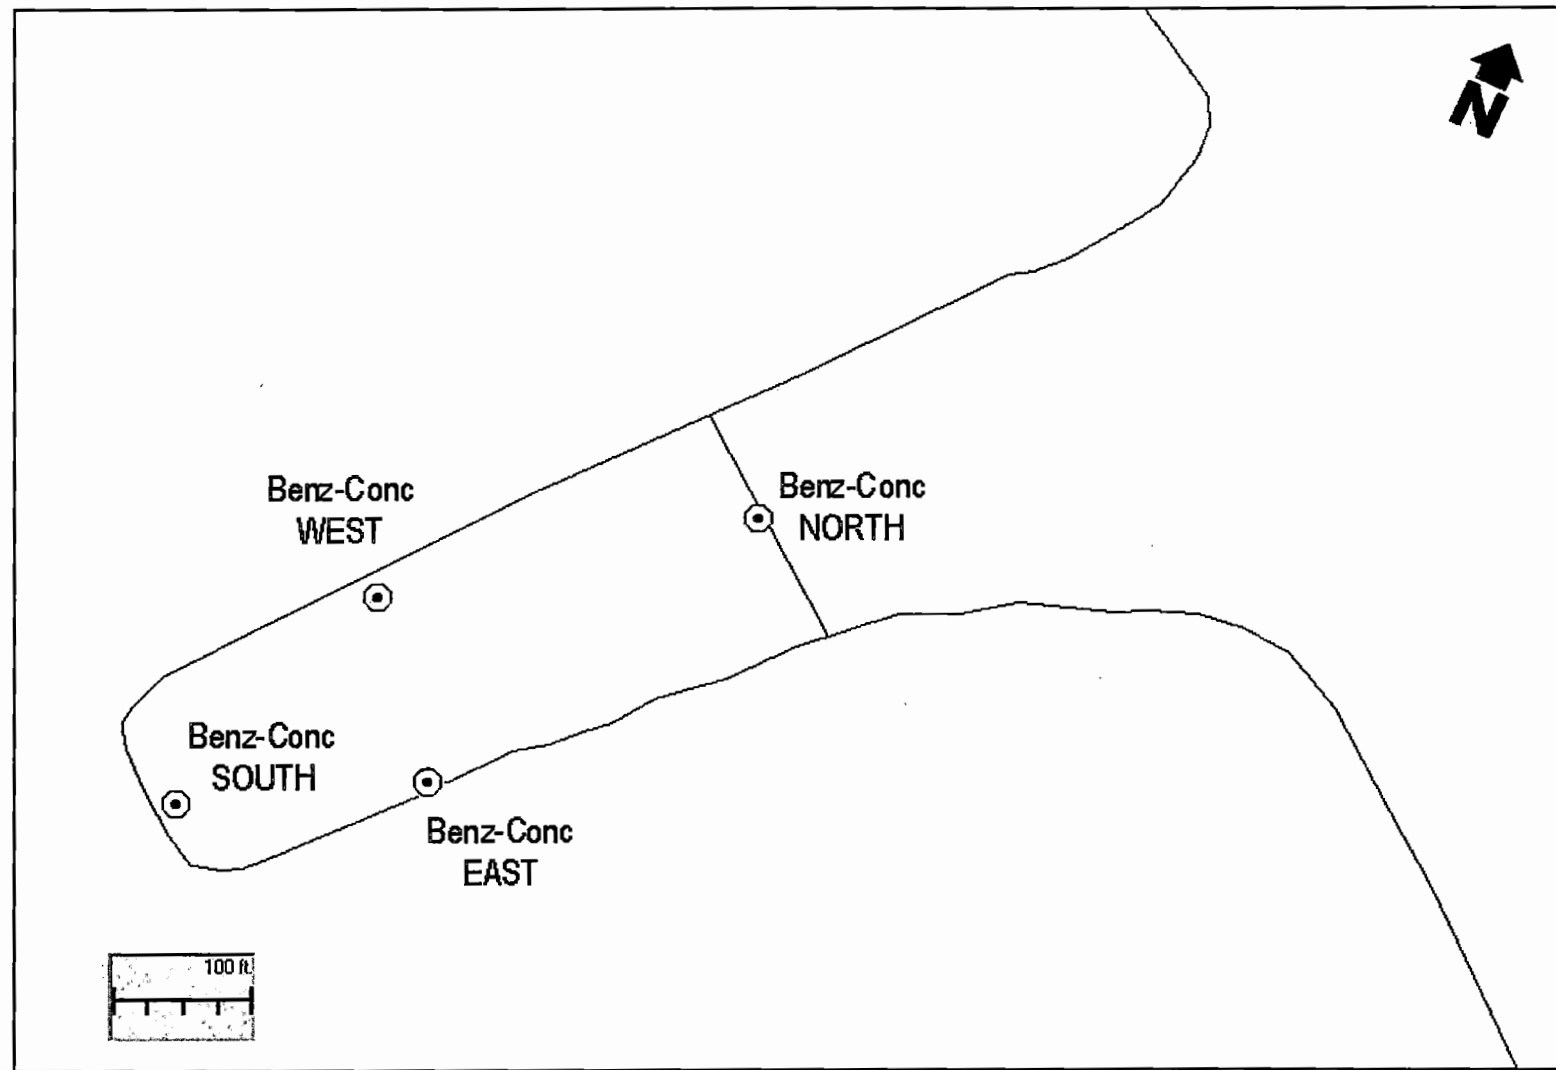 N
Benz-Conc
WEST
Benz-Conc
NORTH
Benz-Conc
SOUTH
Benz-Conc
EAST
100 ft.